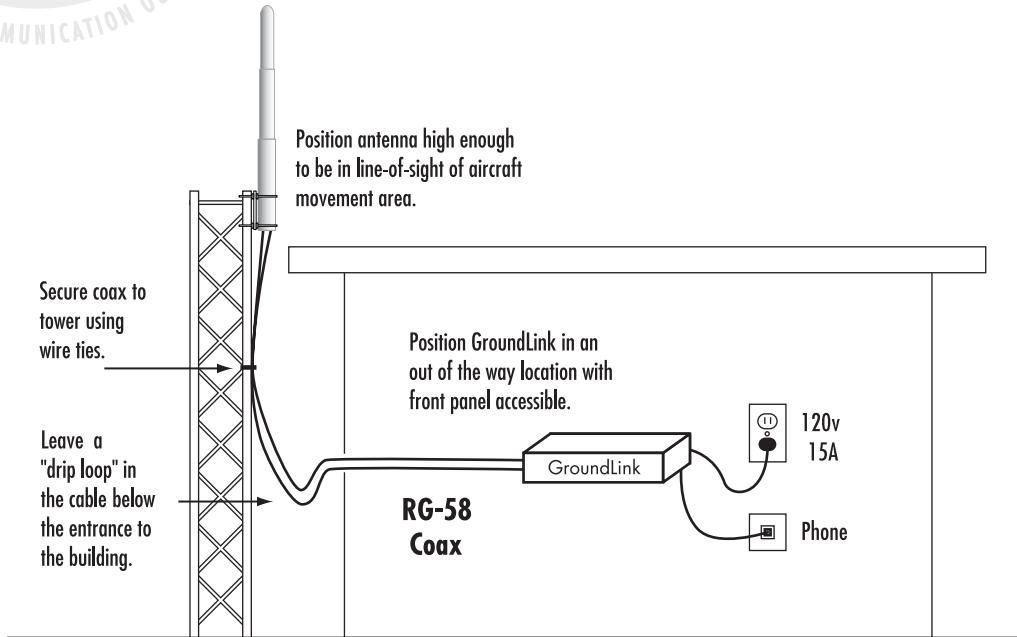 MUNICATION
Position antenna high enough
to be in line-of-sight of aircraft
movement area.
Secure coax to
tower using
wire ties.
Position GroundLink in an
out of the way location with
front panel accessible.
Leave a
"drip loop" in
the cable below
the entrance to
the building.
GroundLink
120v
15A
RG-58
Coax
Phone